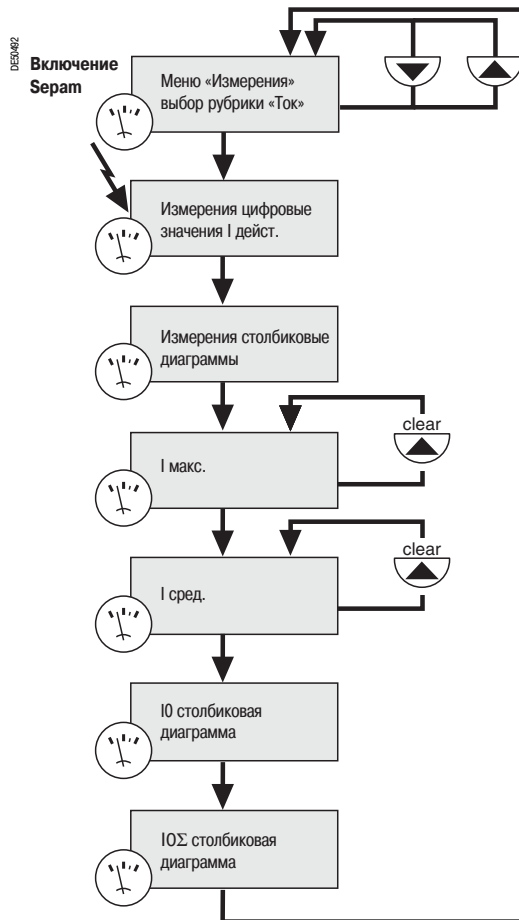 DE50492
Включение
Sepam
Меню «Измерения»
выбор рубрики «Ток»
Измерения цифровые
значения I дейст.
Измерения столбиковые
диаграммы
clear
I макс.
clear
I сред.
I0 столбиковая
диаграмма
I0Σ столбиковая
диаграмма